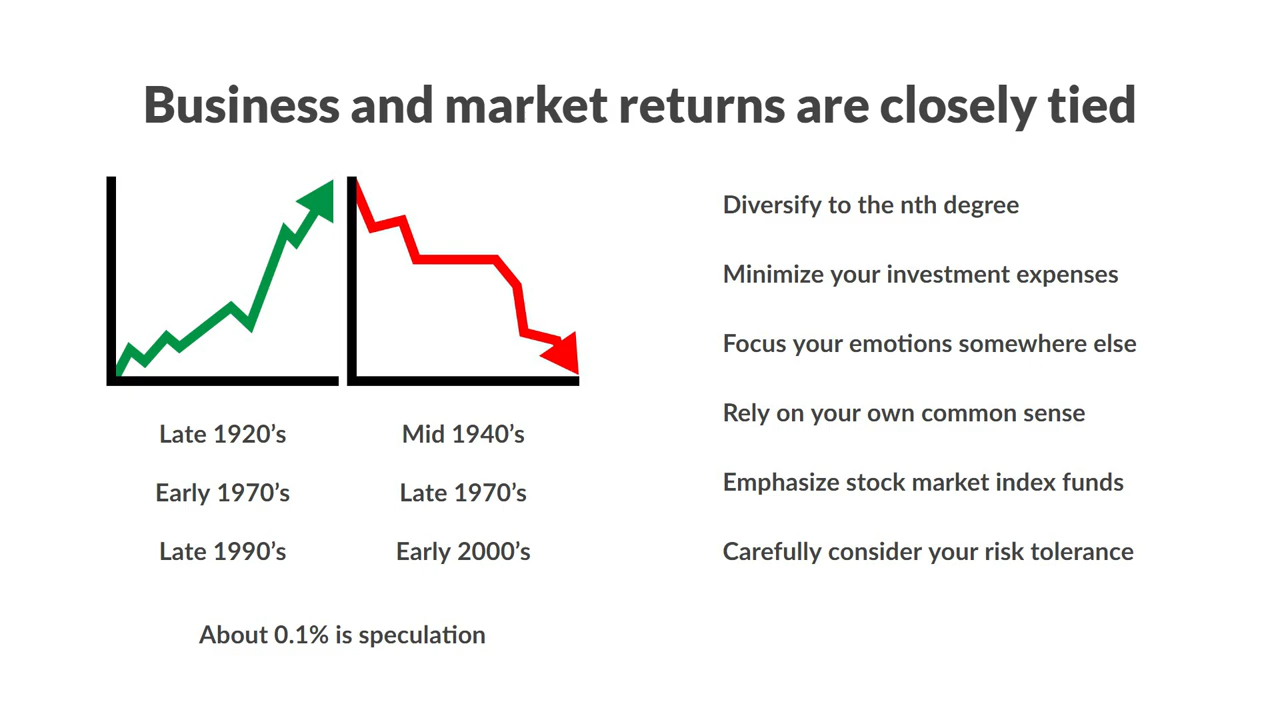 Business and market returns are closely tied
Late 1920’s
Early 1970’s
Late 1990’s
Mid 1940’s
Late 1970’s
Early 2000’s
About 0.1% is speculation
Diversify to the nth degree
Minimize your investment expenses
Focus your emotions somewhere else
Rely on your own common sense
Emphasize stock market index funds
Carefully consider your risk tolerance